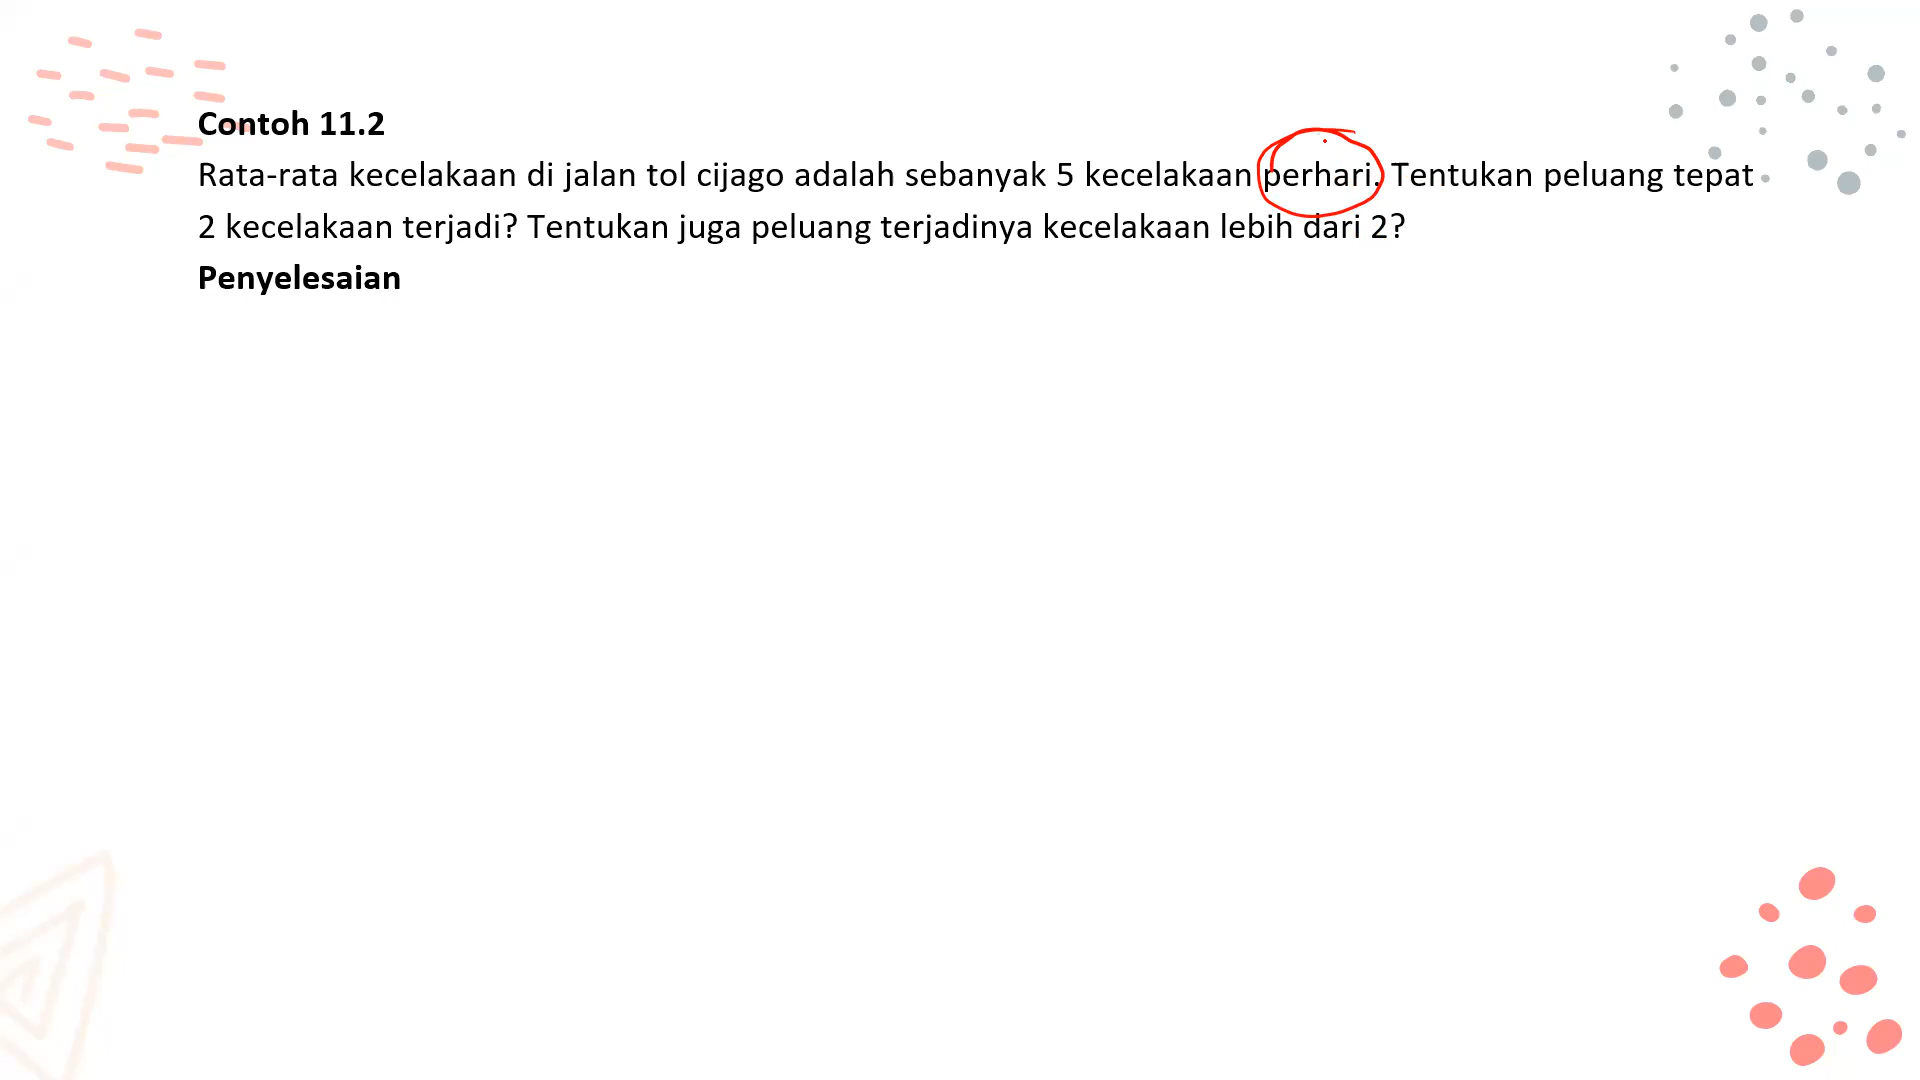 Contoh 11.2
Rata-rata kecelakaan di jalan tol cijago adalah sebanyak 5 kecelakaan perhari. Tentukan peluang tepat
2 kecelakaan terjadi? Tentukan juga peluang terjadinya kecelakaan lebih dari 2?
Penyelesaian